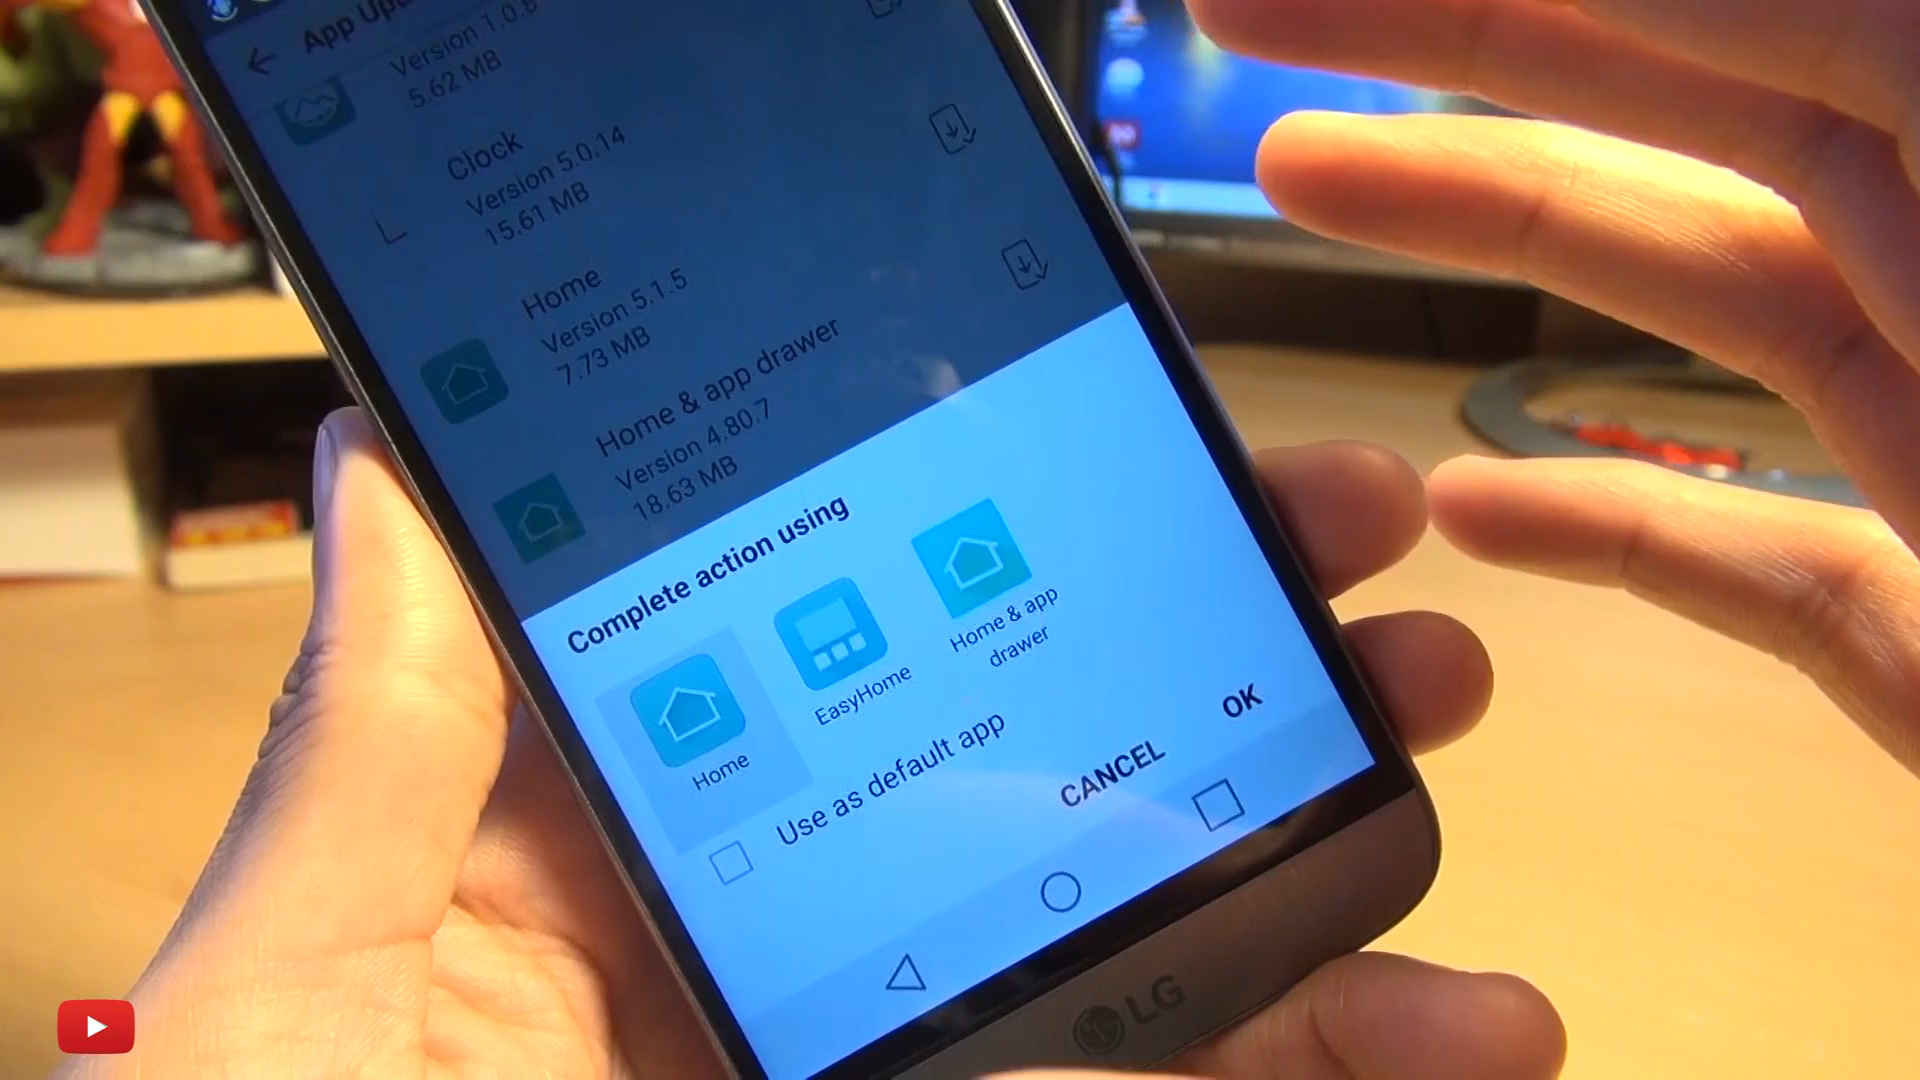 App Up
Version 1.0.8
5.62 MB
Clock
Version 5.0.14
15.61 MB
Home
Version 5.1.5
7.73 MB
Home & app drawer
Version 4.80.7
18.63 MB
Complete action using
Home
EasyHome
Home & app
drawer
Use as default app
CANCEL
OK
LG